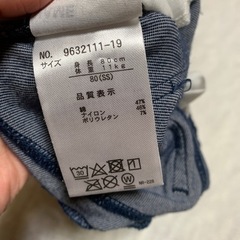 NO. 9632111-19
サイズ
身長 80cm
体重 11kg
80(SS)
品質表示
綿 47%
ナイロン 46%
ポリウレタン 7%
30